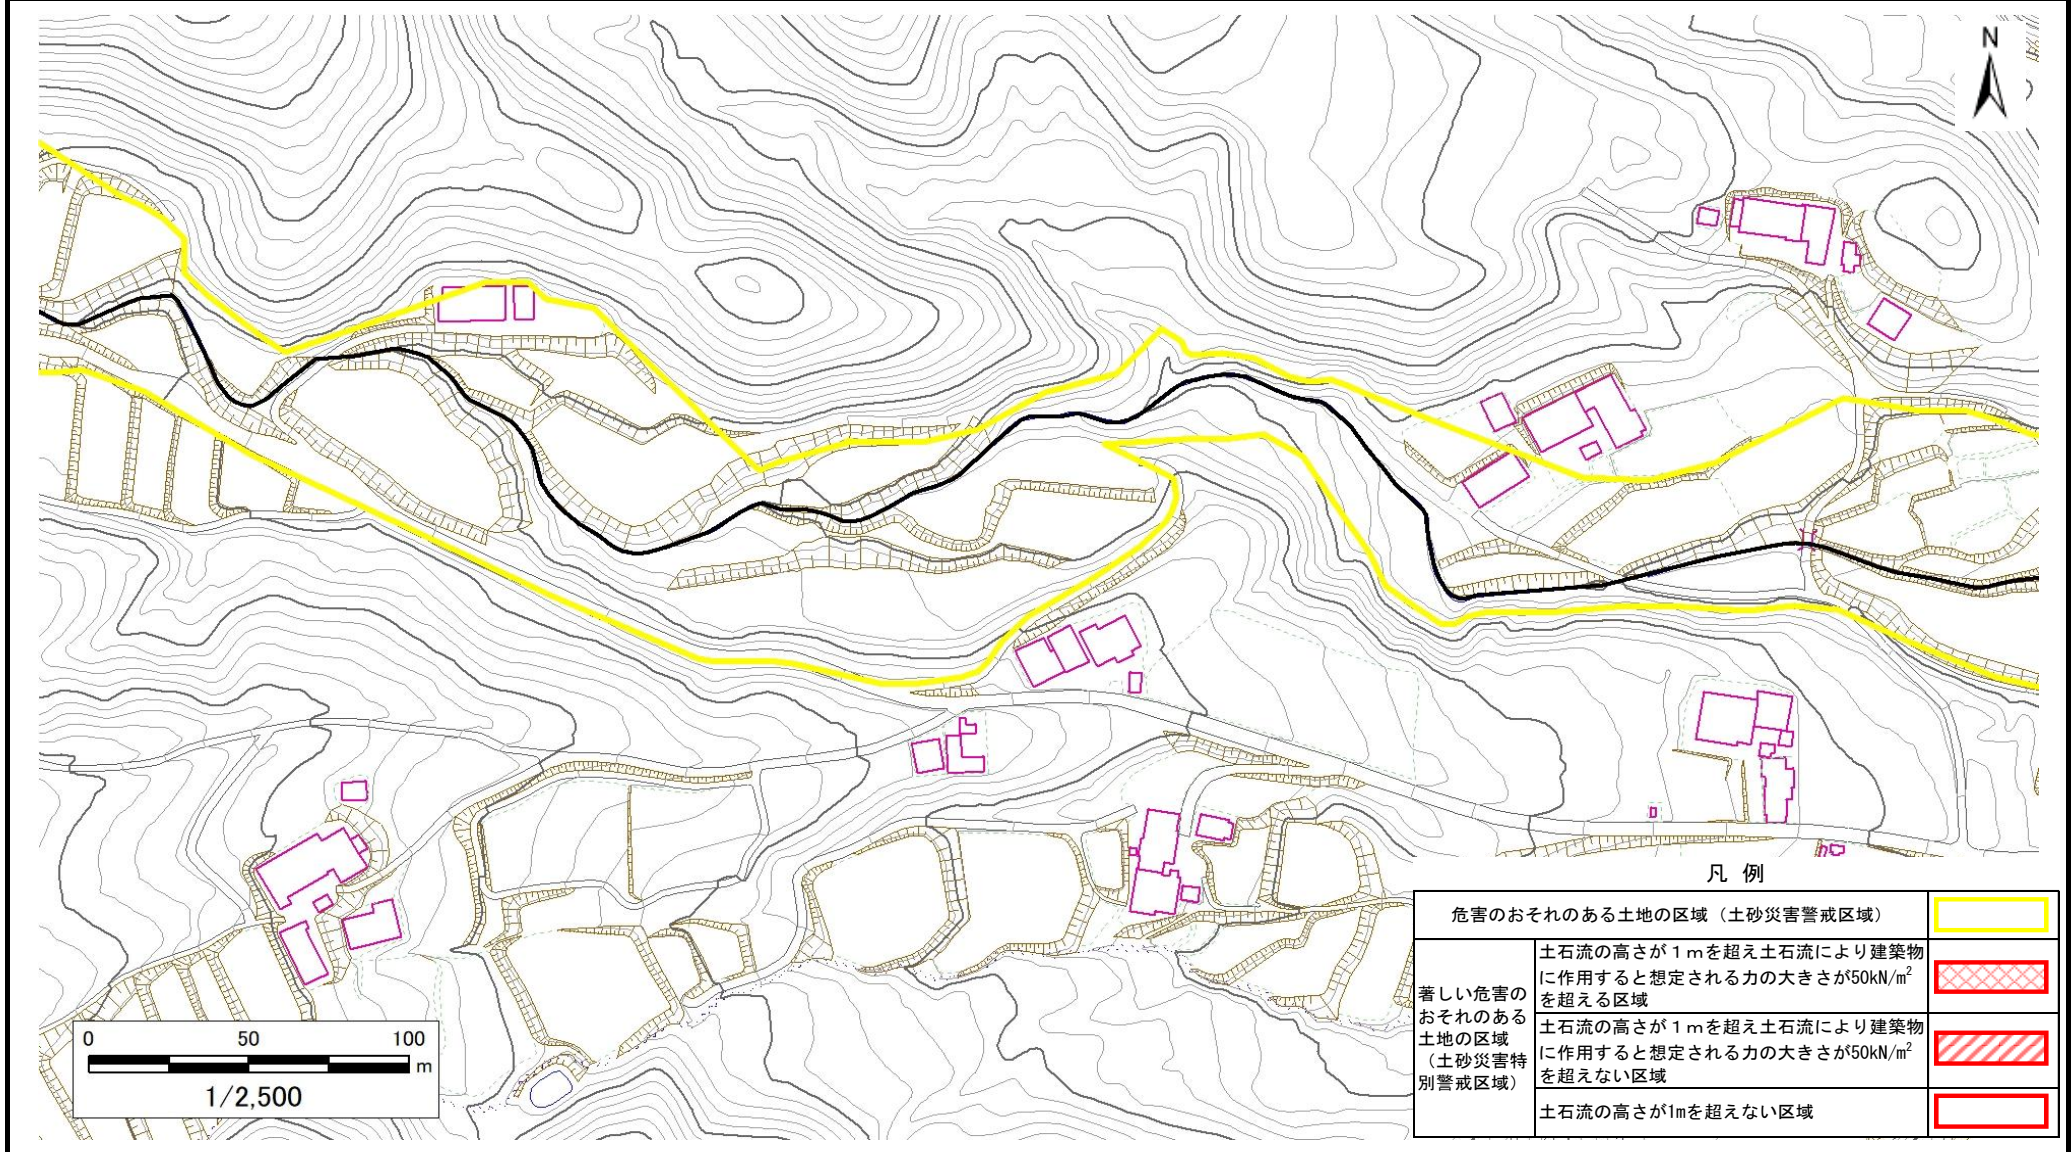 N
凡 例
危害のおそれのある土地の区域（土砂災害警戒区域）
著しい危害の
おそれのある
土地の区域
（土砂災害特
別警戒区域）
土石流の高さが１ｍを超え土石流により建築物
に作用すると想定される力の大きさが50kN/m²
を超える区域
土石流の高さが１ｍを超え土石流により建築物
に作用すると想定される力の大きさが50kN/m²
を超えない区域
土石流の高さが1mを超えない区域
0 50 100
m
1/2,500